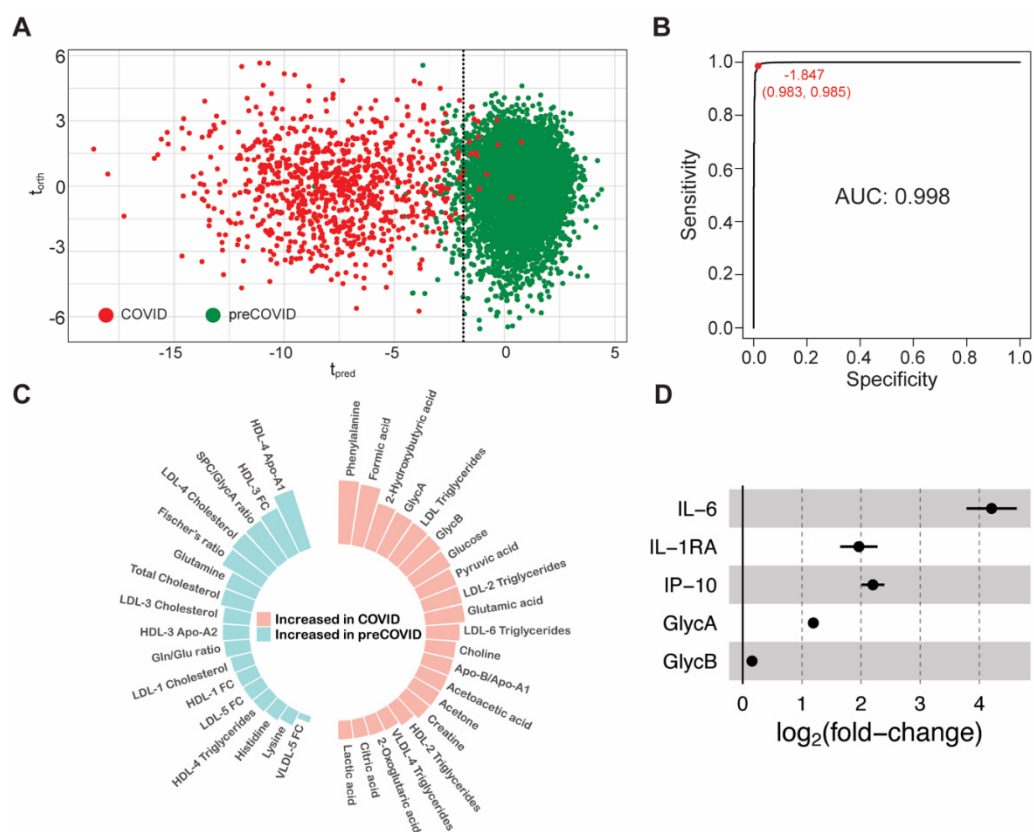 A
t_orth
6
3
0
-3
-6
COVID
preCOVID
-15
-10
-5
0
5
t_pred
B
Sensitivity
1.0
0.8
0.6
0.4
0.2
0.0
-1.847
(0.983, 0.985)
AUC: 0.998
0.0
0.2
0.4
0.6
0.8
1.0
Specificity
C
Phenylalanine
Formic acid
2-Hydroxybutyric acid
GlycA
LDL Triglycerides
GlycB
Glucose
Pyruvic acid
LDL-2 Triglycerides
Glutamic acid
LDL-6 Triglycerides
Choline
Apo-B/Apo-A1
Acetoacetic acid
Acetone
Creatine
HDL-2 Triglycerides
VLDL-4 Triglycerides
2-Oxoglutaric acid
Citric acid
Lactic acid
VLDL-5 FC
Lysine
Histidine
HDL-4 Triglycerides
LDL-5 FC
HDL-1 FC
LDL-1 Cholesterol
Gln/Glu ratio
HDL-3 Apo-A2
LDL-3 Cholesterol
Total Cholesterol
Glutamine
Fischer's ratio
LDL-4 Cholesterol
SPC/GlycA ratio
HDL-3 FC
HDL-4 Apo-A1
Increased in COVID
Increased in preCOVID
D
IL-6
IL-1RA
IP-10
GlycA
GlycB
0
1
2
3
4
log2(fold-change)